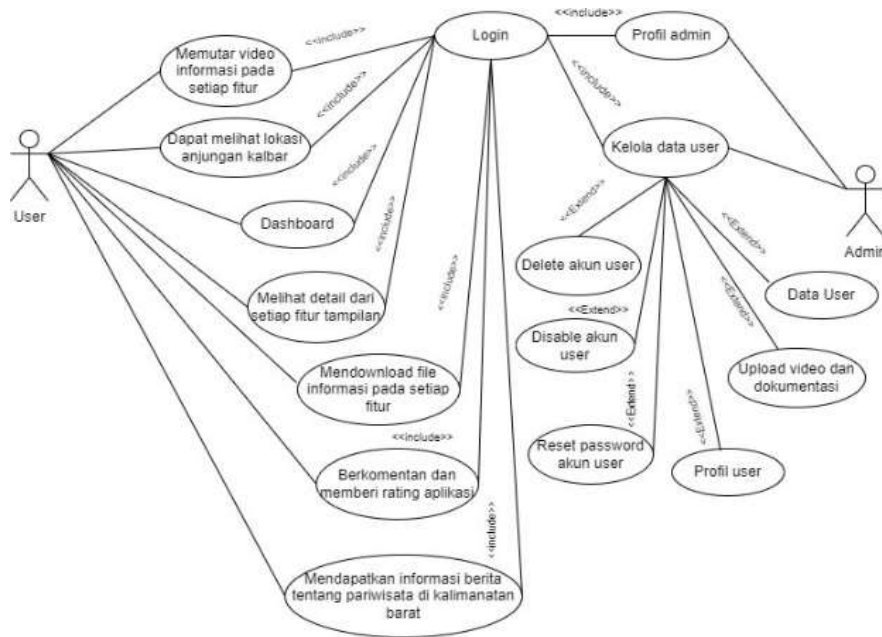 <<include>>
Login
Profil admin
Memutar video
informasi pada
setiap fitur
<<include>>
<<include>>
<<include>>
Dapat melihat lokasi
anjungan kalbar
Kelola data user
<<include>>
User
Dashboard
<<include>>
<<Extend>>
<<Extend>>
Admin
Delete akun user
Data User
<<include>>
Melihat detail dari
setiap fitur tampilan
<<Extend>>
Disable akun
user
<<Extend>>
Mendownload file
informasi pada setiap
fitur
Upload video dan
dokumentasi
<<Extend>>
<<Extend>>
<<include>>
Berkomentan dan
memberi rating aplikasi
Reset password
akun user
Profil user
<<include>>
Mendapatkan informasi berita
tentang pariwisata di kalimanatan
barat